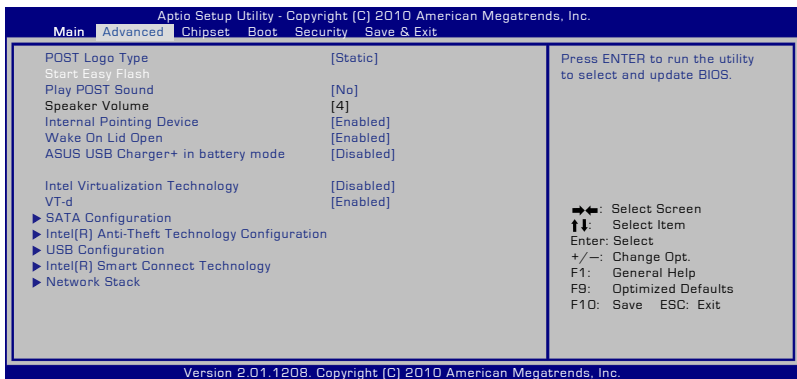 Aptio Setup Utility - Copyright (C) 2010 American Megatrends, Inc.
Main Advanced Chipset Boot Security Save & Exit
POST Logo Type [Static]
Start Easy Flash
Play POST Sound [No]
Speaker Volume [4]
Internal Pointing Device [Enabled]
Wake On Lid Open [Enabled]
ASUS USB Charger+ in battery mode [Disabled]
Intel Virtualization Technology [Disabled]
VT-d [Enabled]
▶ SATA Configuration
▶ Intel(R) Anti-Theft Technology Configuration
▶ USB Configuration
▶ Intel(R) Smart Connect Technology
▶ Network Stack
Press ENTER to run the utility
to select and update BIOS.
➡⬅: Select Screen
⬆⬇: Select Item
Enter: Select
+/—: Change Opt.
F1: General Help
F9: Optimized Defaults
F10: Save ESC: Exit
Version 2.01.1208. Copyright (C) 2010 American Megatrends, Inc.